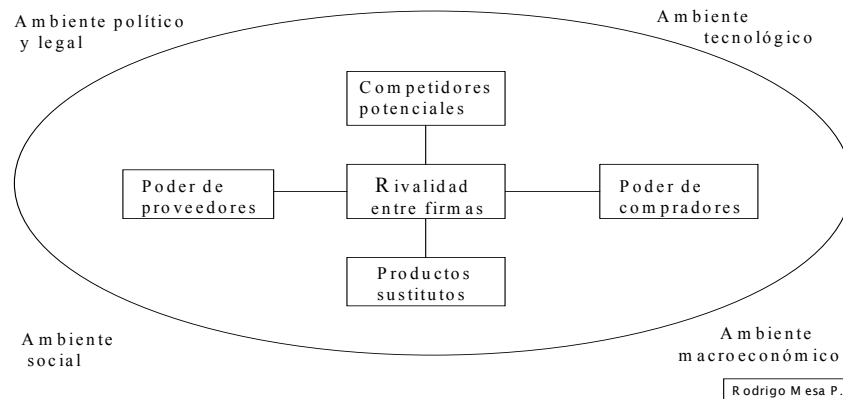 Ambiente político
y legal
Ambiente
tecnológico
Competidores
potenciales
Poder de
proveedores
Rivalidad
entre firmas
Poder de
compradores
Productos
sustitutos
Ambiente
social
Ambiente
macroeconómico
Rodrigo Mesa P.